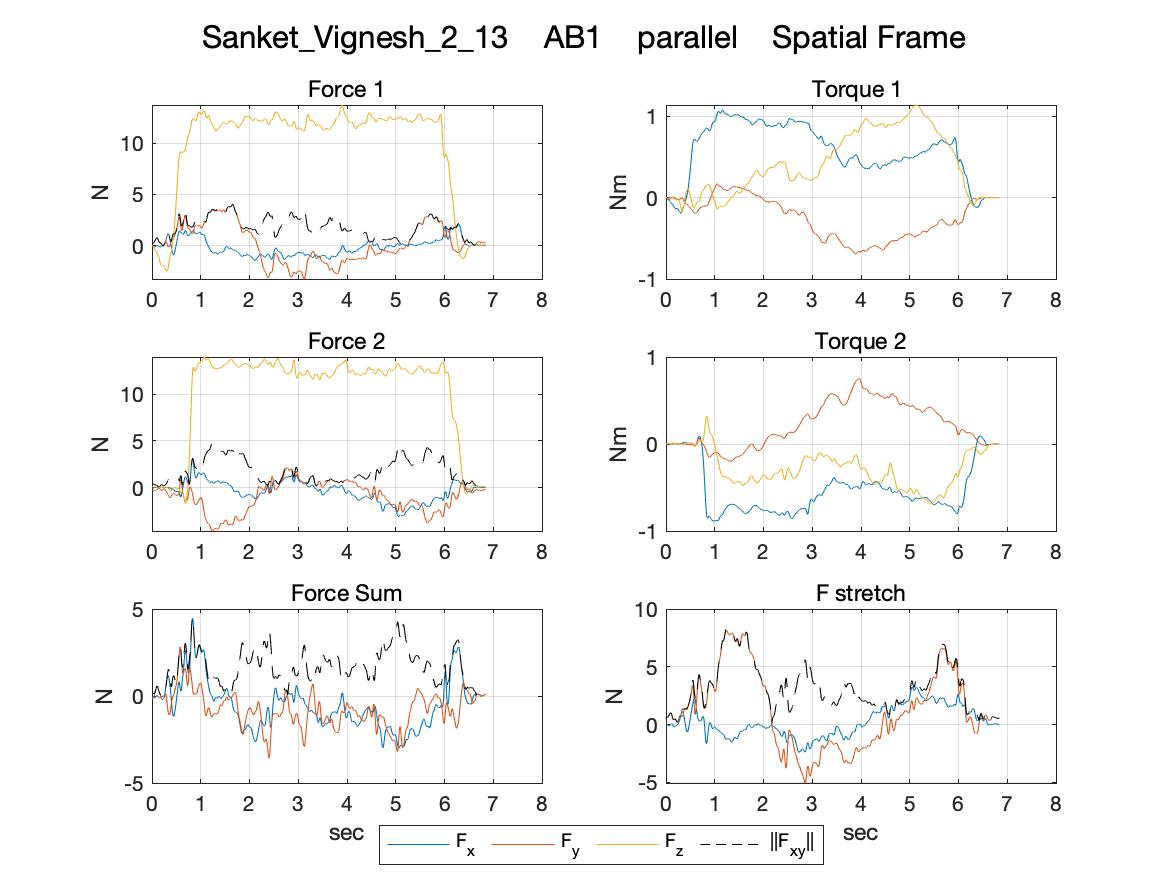 Sanket_Vignesh_2_13 AB1 parallel Spatial Frame
Force 1
Torque 1
N
10
5
0
0 1 2 3 4 5 6 7 8
Nm
1
0
-1
0 1 2 3 4 5 6 7 8
Force 2
Torque 2
N
10
5
0
0 1 2 3 4 5 6 7 8
Nm
1
0
-1
0 1 2 3 4 5 6 7 8
Force Sum
F stretch
N
5
0
-5
0 1 2 3 4 5 6 7 8
sec
N
10
5
0
-5
0 1 2 3 4 5 6 7 8
sec
F_x F_y F_z ||F_xy||